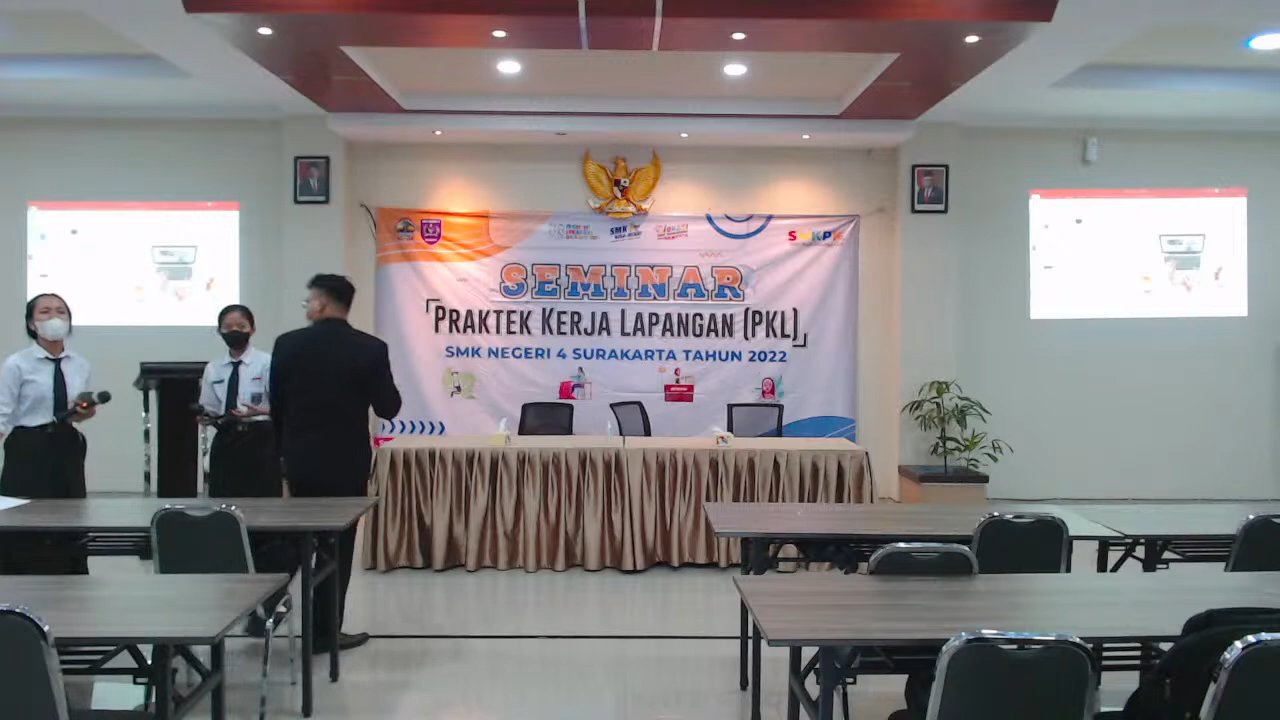 SEMINAR
PRAKTEK KERJA LAPANGAN (PKL)
SMK NEGERI 4 SURAKARTA TAHUN 2022